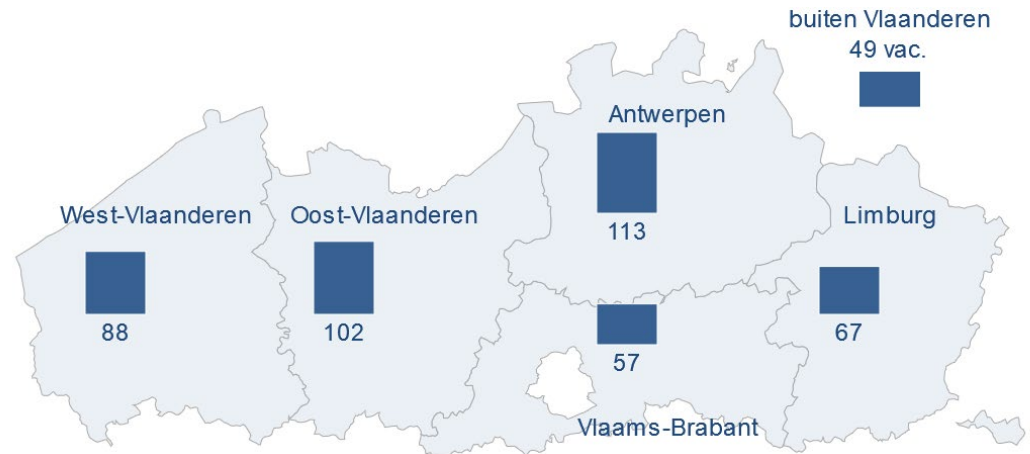 buiten Vlaanderen
49 vac.
Antwerpen
113
West-Vlaanderen
88
Oost-Vlaanderen
102
Limburg
67
57
Vlaams-Brabant